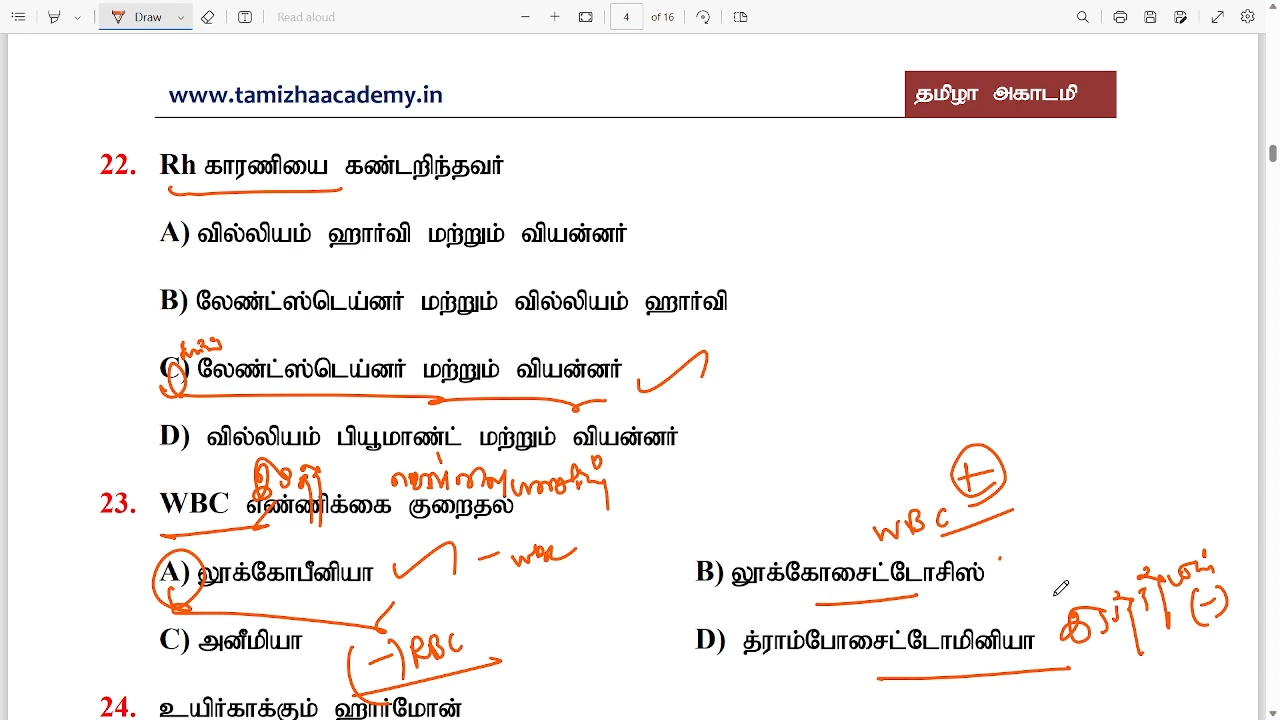 Draw
Read aloud
4 of 16
www.tamizhaacademy.in
தமிழா அகாடமி
22. Rh காரணியை கண்டறிந்தவர்
A) வில்லியம் ஹார்வி மற்றும் வியன்னர்
B) லேண்ட்ஸ்டெய்னர் மற்றும் வில்லியம் ஹார்வி
C) லேண்ட்ஸ்டெய்னர் மற்றும் வியன்னர்
D) வில்லியம் பியூமாண்ட் மற்றும் வியன்னர்
23. WBC எண்ணிக்கை குறைதல்
WBC +
A) லூக்கோபீனியா
B) லூக்கோசைட்டோசிஸ்
(-) RBC
(-)
C) அனீமியா
D) த்ராம்போசைட்டோமினியா
24. உயிர்காக்கும் ஹார்மோன்